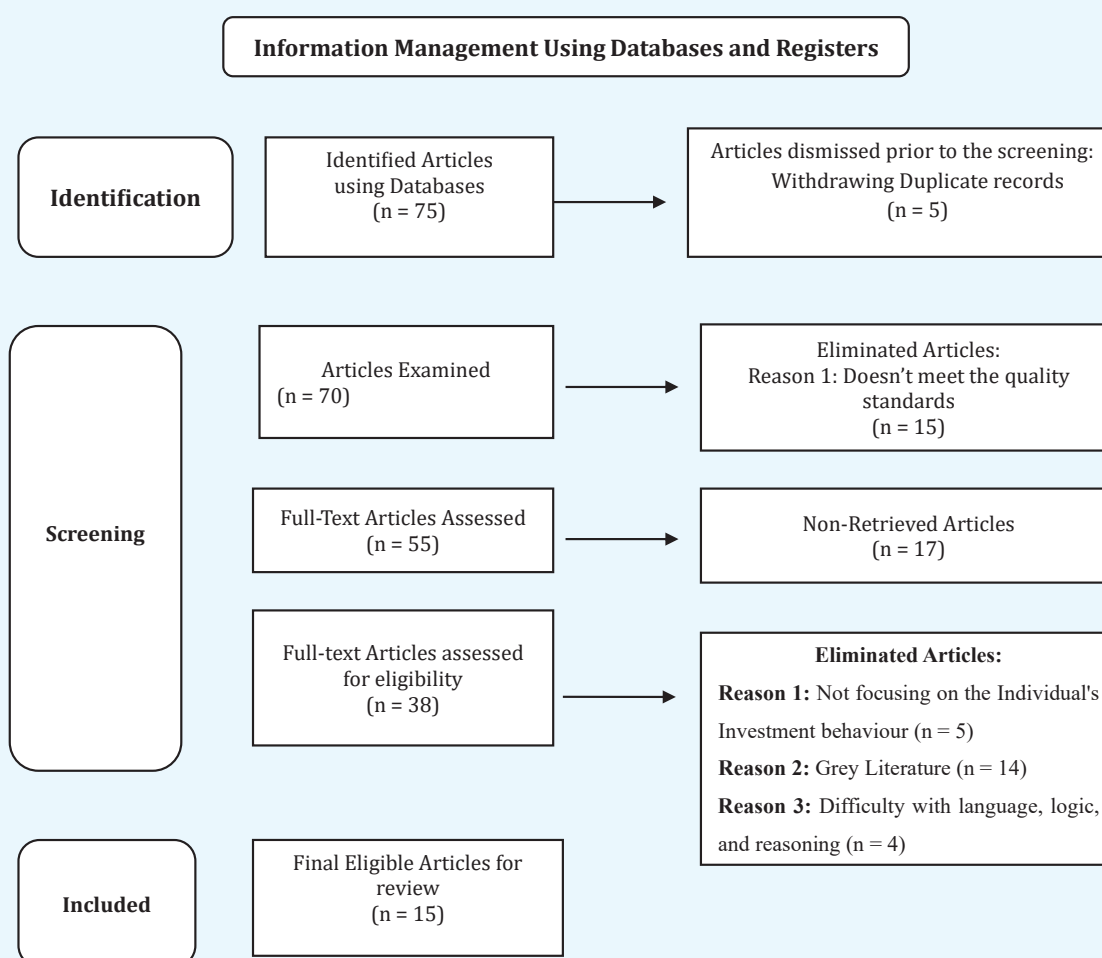 Information Management Using Databases and Registers
Identification
Identified Articles
using Databases
(n = 75)
Articles dismissed prior to the screening:
Withdrawing Duplicate records
(n = 5)
Screening
Articles Examined
(n = 70)
Eliminated Articles:
Reason 1: Doesn’t meet the quality
standards
(n = 15)
Full-Text Articles Assessed
(n = 55)
Non-Retrieved Articles
(n = 17)
Full-text Articles assessed
for eligibility
(n = 38)
Eliminated Articles:
Reason 1: Not focusing on the Individual's
Investment behaviour (n = 5)
Reason 2: Grey Literature (n = 14)
Reason 3: Difficulty with language, logic,
and reasoning (n = 4)
Included
Final Eligible Articles for
review
(n = 15)